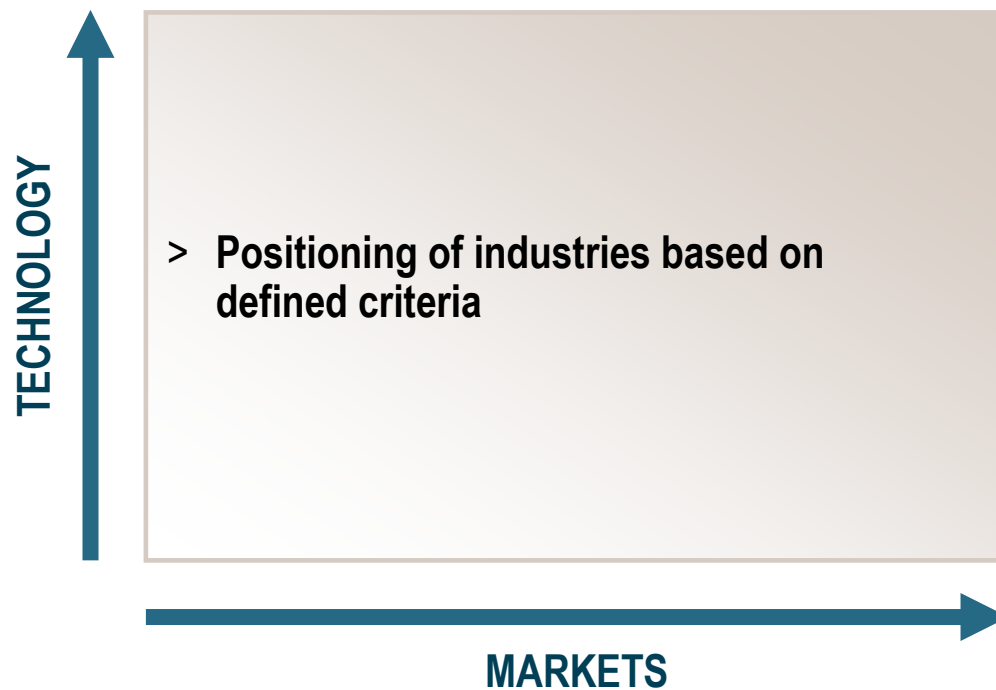 TECHNOLOGY
> Positioning of industries based on
defined criteria
MARKETS